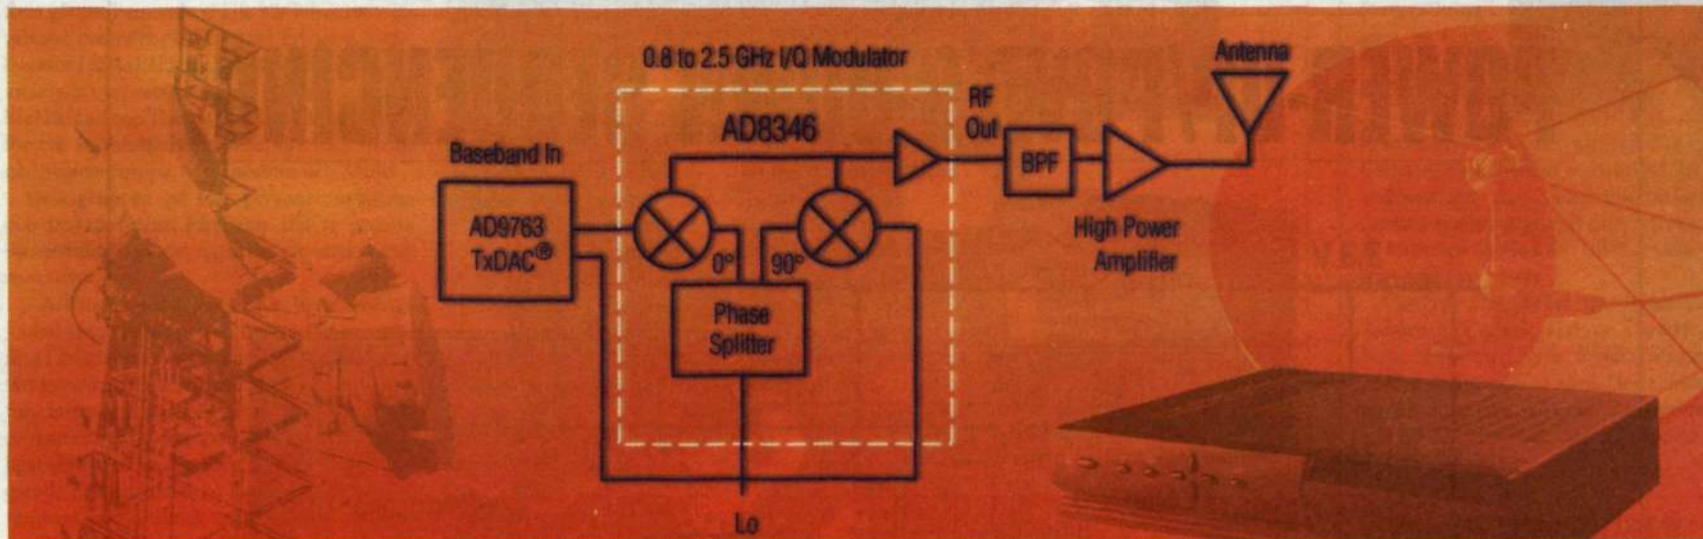 0.8 to 2.5 GHz I/Q Modulator
Antenna
RF
Out
AD8346
Baseband In
BPF
AD9763
TxDAC®
High Power
Amplifier
0°
90°
Phase
Splitter
Lo